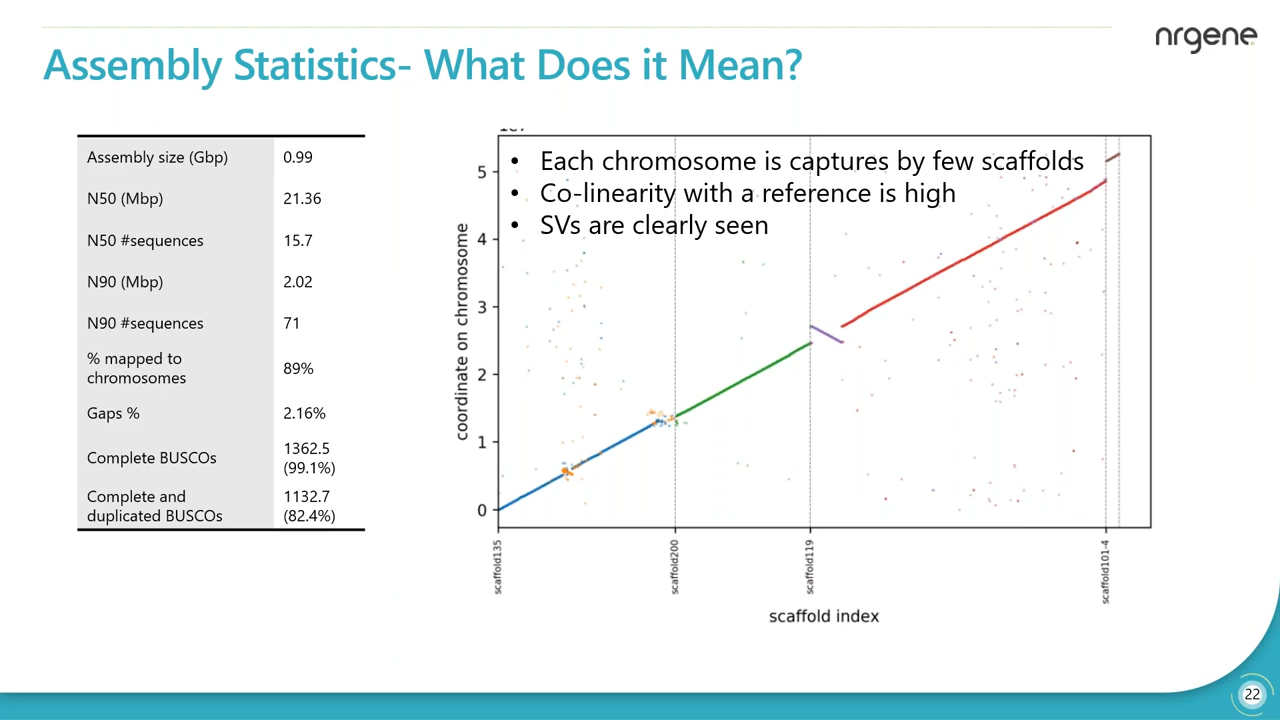 nrgene
Assembly Statistics- What Does it Mean?
Assembly size (Gbp) 0.99
N50 (Mbp) 21.36
N50 #sequences 15.7
N90 (Mbp) 2.02
N90 #sequences 71
% mapped to
chromosomes 89%
Gaps % 2.16%
Complete BUSCOs 1362.5
(99.1%)
Complete and 1132.7
duplicated BUSCOs (82.4%)
• Each chromosome is captures by few scaffolds
• Co-linearity with a reference is high
• SVs are clearly seen
coordinate on chromosome
5
4
3
2
1
0
scaffold135
scaffold200
scaffold119
scaffold101-4
scaffold index
22